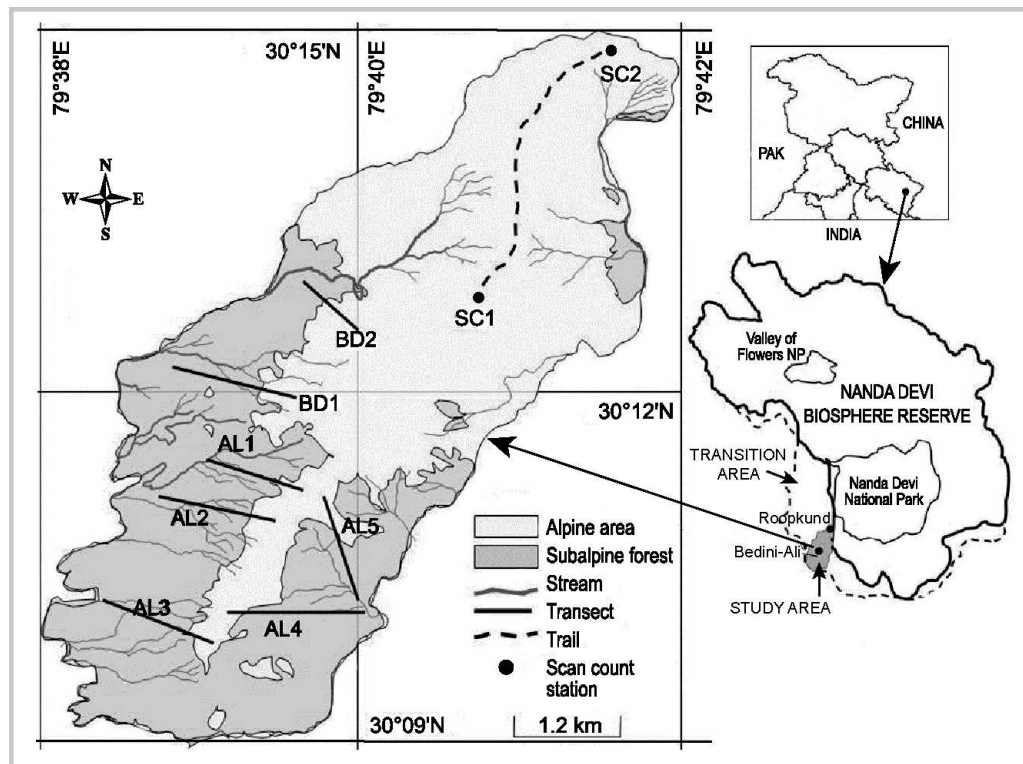 79°38'E
30°15'N
79°40'E
79°42'E
SC2
N
W E
S
SC1
BD2
BD1
30°12'N
AL1
AL2
AL5
AL3
AL4
30°09'N
Alpine area
Subalpine forest
Stream
Transect
Trail
Scan count
station
1.2 km
CHINA
PAK
INDIA
Valley of
Flowers NP
NANDA DEVI
BIOSPHERE RESERVE
TRANSITION
AREA
Nanda Devi
National Park
Roopkund
Bedini-Ali
STUDY AREA